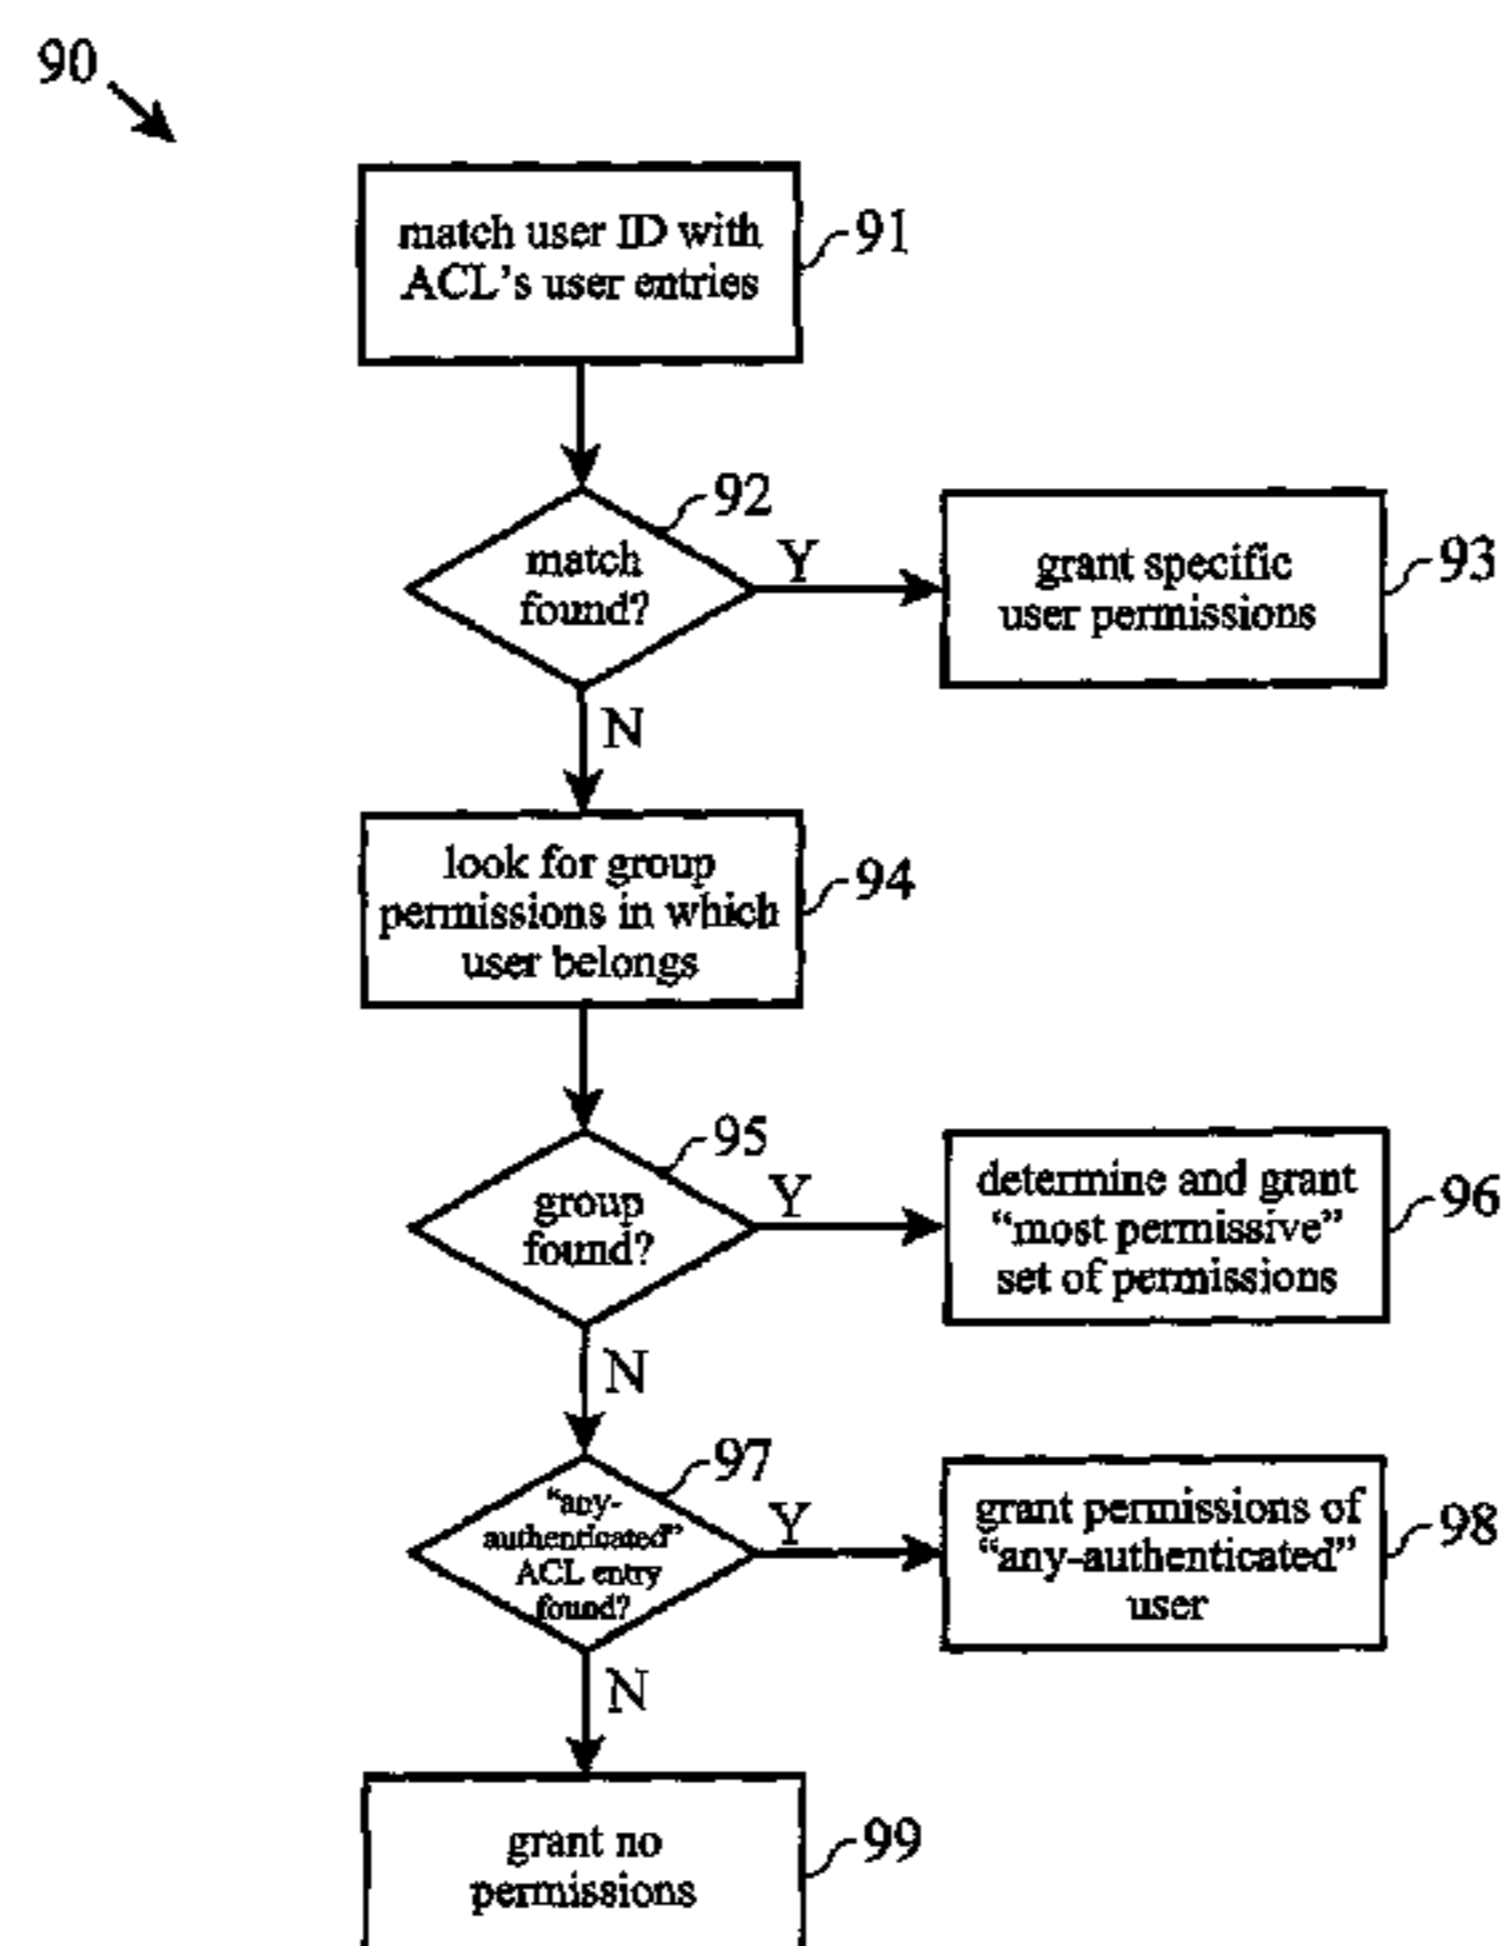 90
match user ID with
ACL's user entries
91
92
match
found?
Y
grant specific
user permissions
93
N
look for group
permissions in which
user belongs
94
95
group
found?
Y
determine and grant
“most permissive”
set of permissions
96
N
97
“any-
authenticated”
ACL entry
found?
Y
grant permissions of
“any-authenticated”
user
98
N
grant no
permissions
99